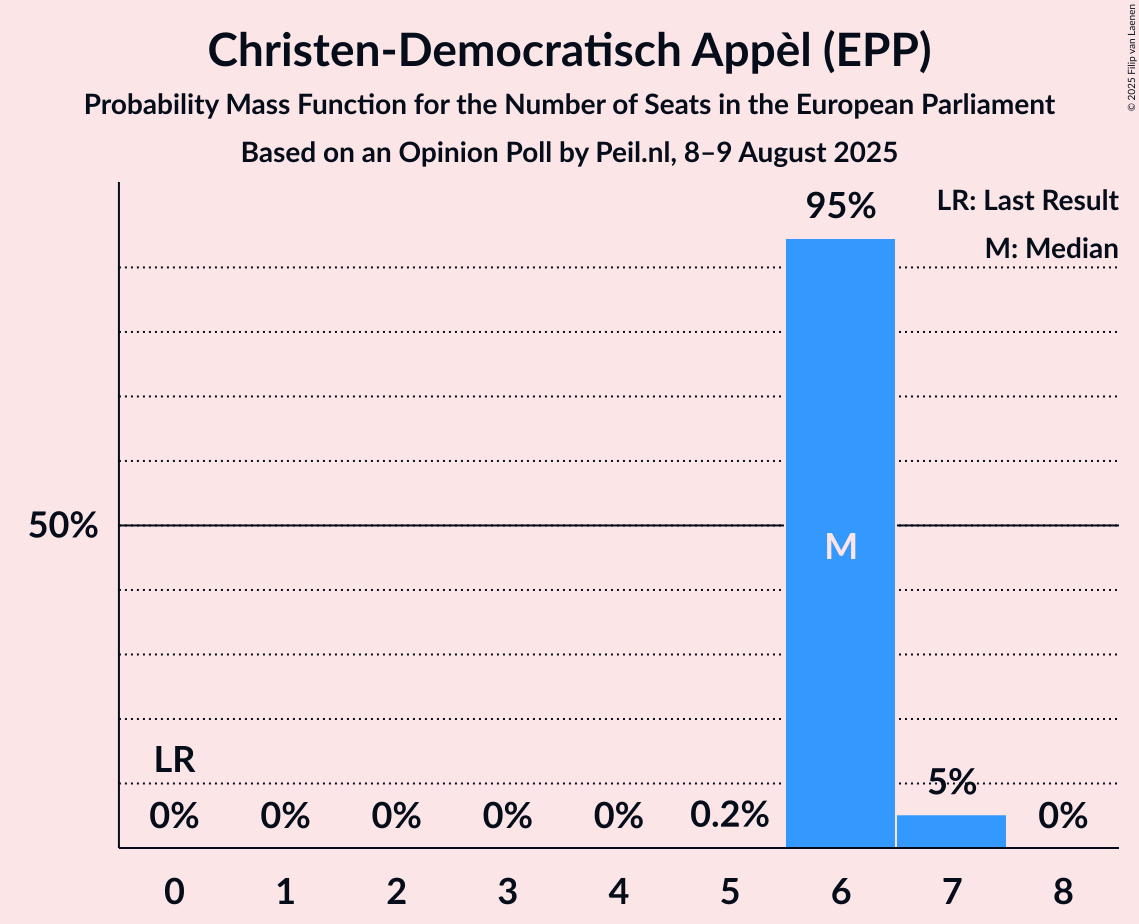 Christen-Democratisch Appèl (EPP)
Probability Mass Function for the Number of Seats in the European Parliament
Based on an Opinion Poll by Peil.nl, 8–9 August 2025
© 2025 Filip van Laenen
LR: Last Result
M: Median
95%
50%
M
LR
5%
0% 0% 0% 0% 0% 0.2% 0%
0 1 2 3 4 5 6 7 8